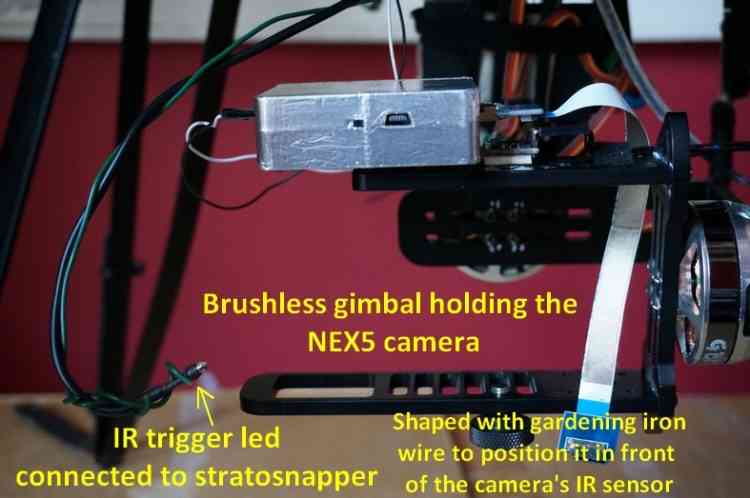 Brushless gimbal holding the
NEX5 camera
IR trigger led
connected to stratosnapper
Shaped with gardening iron
wire to position it in front
of the camera's IR sensor